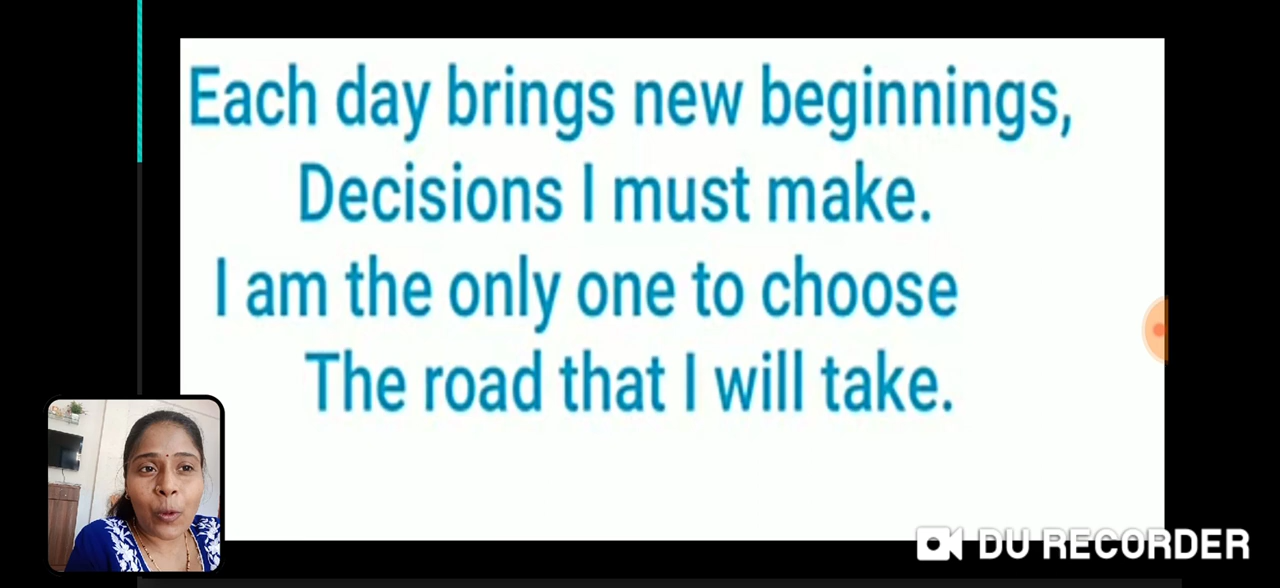 Each day brings new beginnings,
Decisions I must make.
I am the only one to choose
The road that I will take.
DU RECORDER